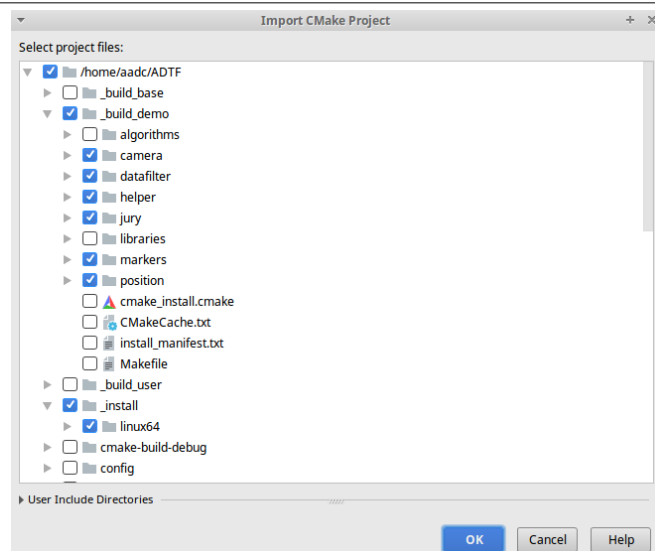 Import CMake Project
Select project files:
/home/aadc/ADTF
_build_base
_build_demo
algorithms
camera
datafilter
helper
jury
libraries
markers
position
cmake_install.cmake
CMakeCache.txt
install_manifest.txt
Makefile
_build_user
_install
linux64
cmake-build-debug
config
User Include Directories
OK Cancel Help